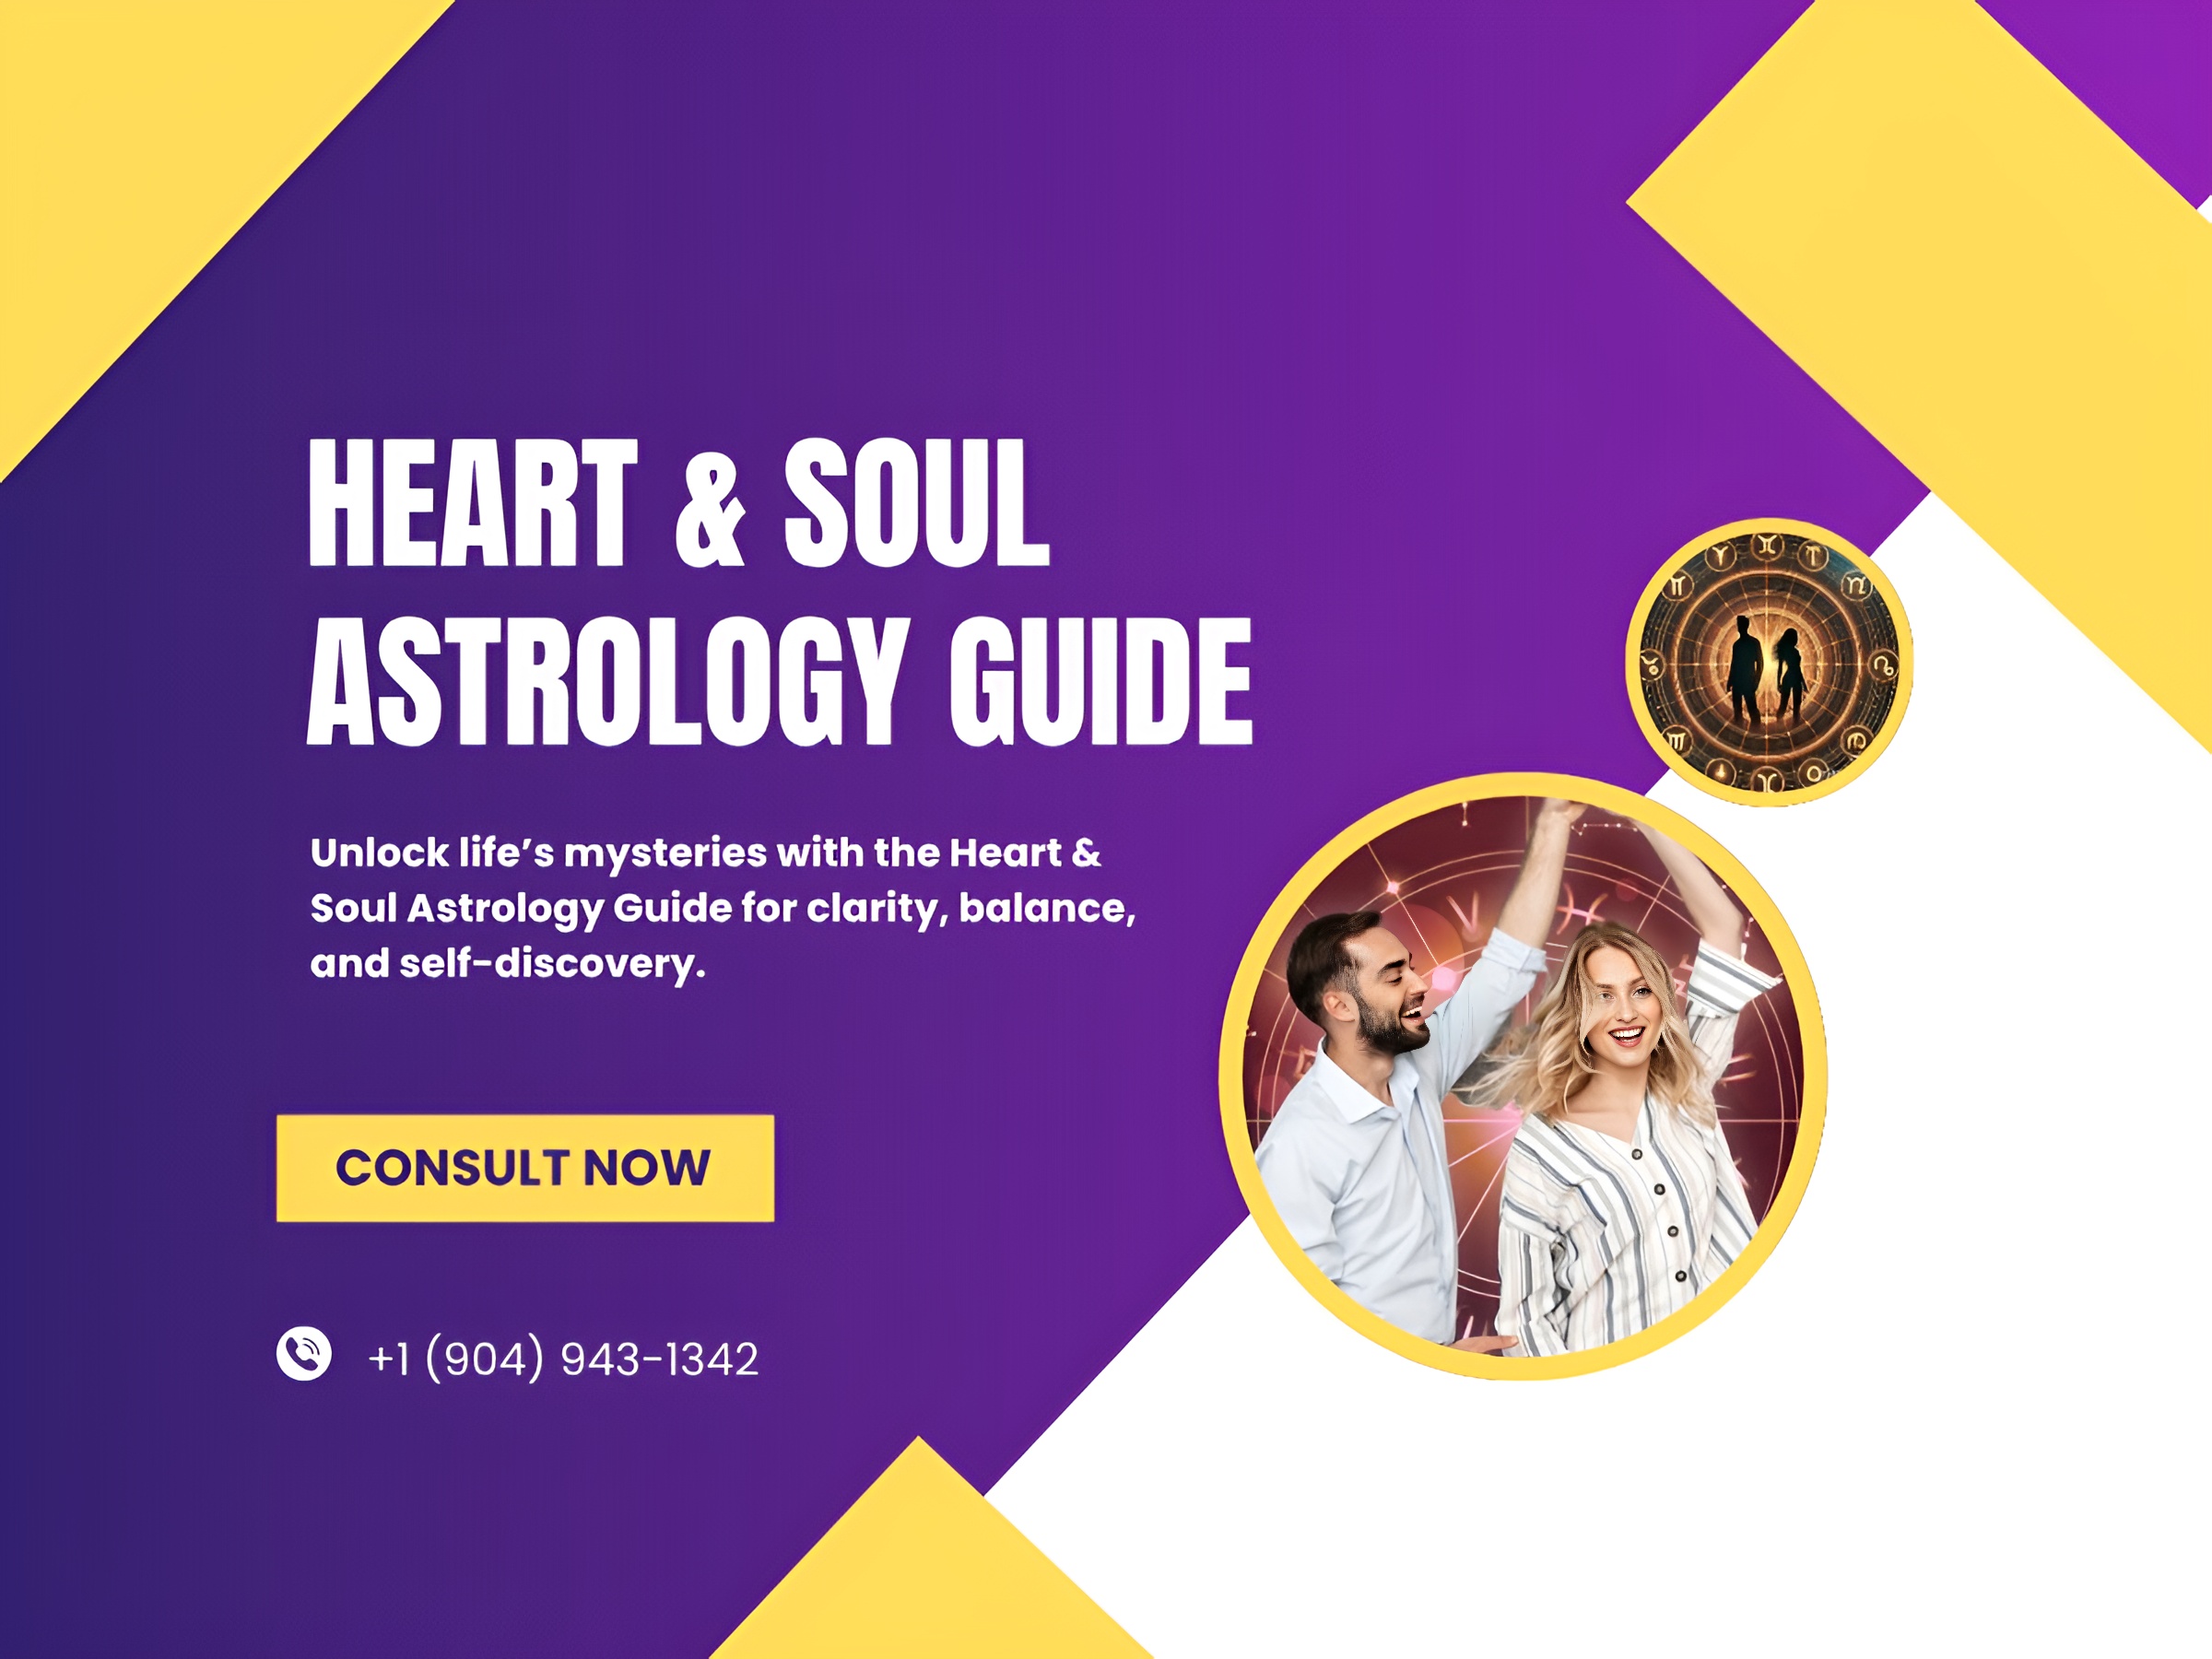 HEART & SOUL
ASTROLOGY GUIDE
Unlock life’s mysteries with the Heart &
Soul Astrology Guide for clarity, balance,
and self-discovery.
CONSULT NOW
+1 (904) 943-1342